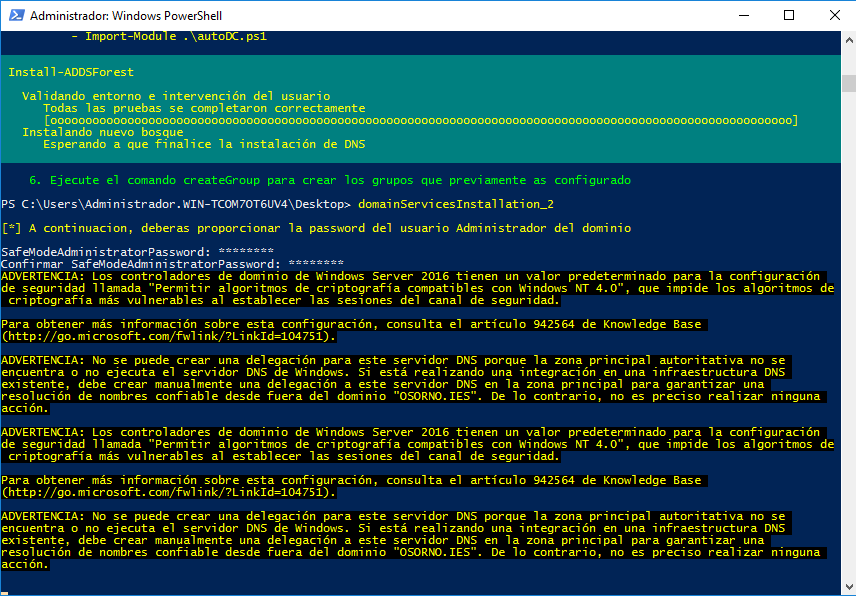 Administrador: Windows PowerShell
- Import-Module .\autoDC.ps1
Install-ADDSForest
Validando entorno e intervención del usuario
Todas las pruebas se completaron correctamente
[oooooooooooooooooooooooooooooooooooooooooooooooooooooooooooooooooooooooooooooooooooooooooooooooooooooooooo]
Instalando nuevo bosque
Esperando a que finalice la instalación de DNS
6. Ejecute el comando createGroup para crear los grupos que previamente as configurado
PS C:\Users\Administrador.WIN-TCOM7OT6UV4\Desktop> domainServicesInstallation_2
[*] A continuacion, deberas proporcionar la password del usuario Administrador del dominio
SafeModeAdministratorPassword: ********
Confirmar SafeModeAdministratorPassword: ********
ADVERTENCIA: Los controladores de dominio de Windows Server 2016 tienen un valor predeterminado para la configuración
de seguridad llamada "Permitir algoritmos de criptografía compatibles con Windows NT 4.0", que impide los algoritmos de
criptografía más vulnerables al establecer las sesiones del canal de seguridad.
Para obtener más información sobre esta configuración, consulta el artículo 942564 de Knowledge Base
(http://go.microsoft.com/fwlink/?LinkId=104751).
ADVERTENCIA: No se puede crear una delegación para este servidor DNS porque la zona principal autoritativa no se
encuentra o no ejecuta el servidor DNS de Windows. Si está realizando una integración en una infraestructura DNS
existente, debe crear manualmente una delegación a este servidor DNS en la zona principal para garantizar una
resolución de nombres confiable desde fuera del dominio "OSORNO.IES". De lo contrario, no es preciso realizar ninguna
acción.
ADVERTENCIA: Los controladores de dominio de Windows Server 2016 tienen un valor predeterminado para la configuración
de seguridad llamada "Permitir algoritmos de criptografía compatibles con Windows NT 4.0", que impide los algoritmos de
criptografía más vulnerables al establecer las sesiones del canal de seguridad.
Para obtener más información sobre esta configuración, consulta el artículo 942564 de Knowledge Base
(http://go.microsoft.com/fwlink/?LinkId=104751).
ADVERTENCIA: No se puede crear una delegación para este servidor DNS porque la zona principal autoritativa no se
encuentra o no ejecuta el servidor DNS de Windows. Si está realizando una integración en una infraestructura DNS
existente, debe crear manualmente una delegación a este servidor DNS en la zona principal para garantizar una
resolución de nombres confiable desde fuera del dominio "OSORNO.IES". De lo contrario, no es preciso realizar ninguna
acción.